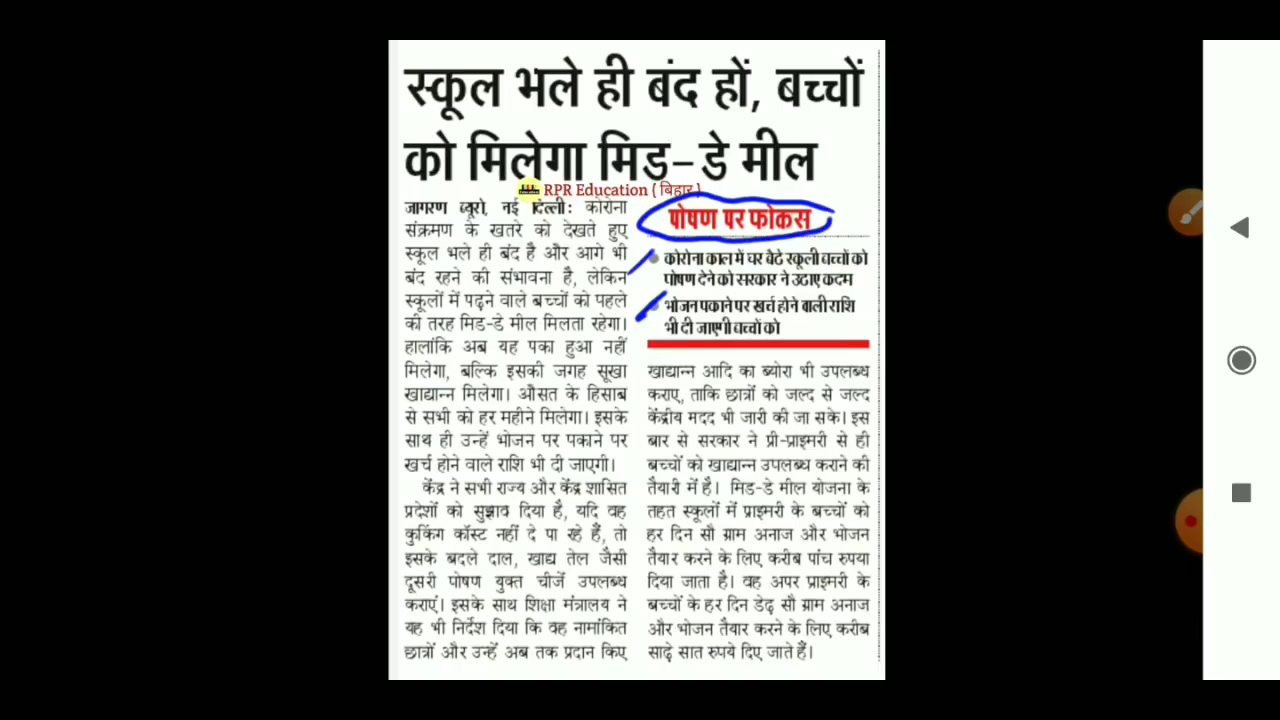 स्कूल भले ही बंद हों, बच्चों
को मिलेगा मिड-डे मील
RPR Education ( बिहार )
जागरण ब्यूरो, नई दिल्ली: कोरोना
संक्रमण के खतरे को देखते हुए
स्कूल भले ही बंद है और आगे भी
बंद रहने की संभावना है, लेकिन
स्कूलों में पढ़ने वाले बच्चों को पहले
की तरह मिड-डे मील मिलता रहेगा।
हालांकि अब यह पका हुआ नहीं
मिलेगा, बल्कि इसकी जगह सूखा
खाद्यान्न मिलेगा। औसत के हिसाब
से सभी को हर महीने मिलेगा। इसके
साथ ही उन्हें भोजन पर पकाने पर
खर्च होने वाले राशि भी दी जाएगी।
केंद्र ने सभी राज्य और केंद्र शासित
प्रदेशों को सुझाव दिया है, यदि वह
कुकिंग कॉस्ट नहीं दे पा रहे हैं, तो
इसके बदले दाल, खाद्य तेल जैसी
दूसरी पोषण युक्त चीजें उपलब्ध
कराएं। इसके साथ शिक्षा मंत्रालय ने
यह भी निर्देश दिया कि वह नामांकित
छात्रों और उन्हें अब तक प्रदान किए
पोषण पर फोकस
कोरोना काल में घर बैठे स्कूली बच्चों को
पोषण देने को सरकार ने उठाए कदम
भोजन पकाने पर खर्च होने वाली राशि
भी दी जाएगी बच्चों को
खाद्यान्न आदि का ब्योरा भी उपलब्ध
कराए, ताकि छात्रों को जल्द से जल्द
केंद्रीय मदद भी जारी की जा सके। इस
बार से सरकार ने प्री-प्राइमरी से ही
बच्चों को खाद्यान्न उपलब्ध कराने की
तैयारी में है। मिड-डे मील योजना के
तहत स्कूलों में प्राइमरी के बच्चों को
हर दिन सौ ग्राम अनाज और भोजन
तैयार करने के लिए करीब पांच रुपया
दिया जाता है। वह अपर प्राइमरी के
बच्चों के हर दिन डेढ़ सौ ग्राम अनाज
और भोजन तैयार करने के लिए करीब
साढ़े सात रुपये दिए जाते हैं।